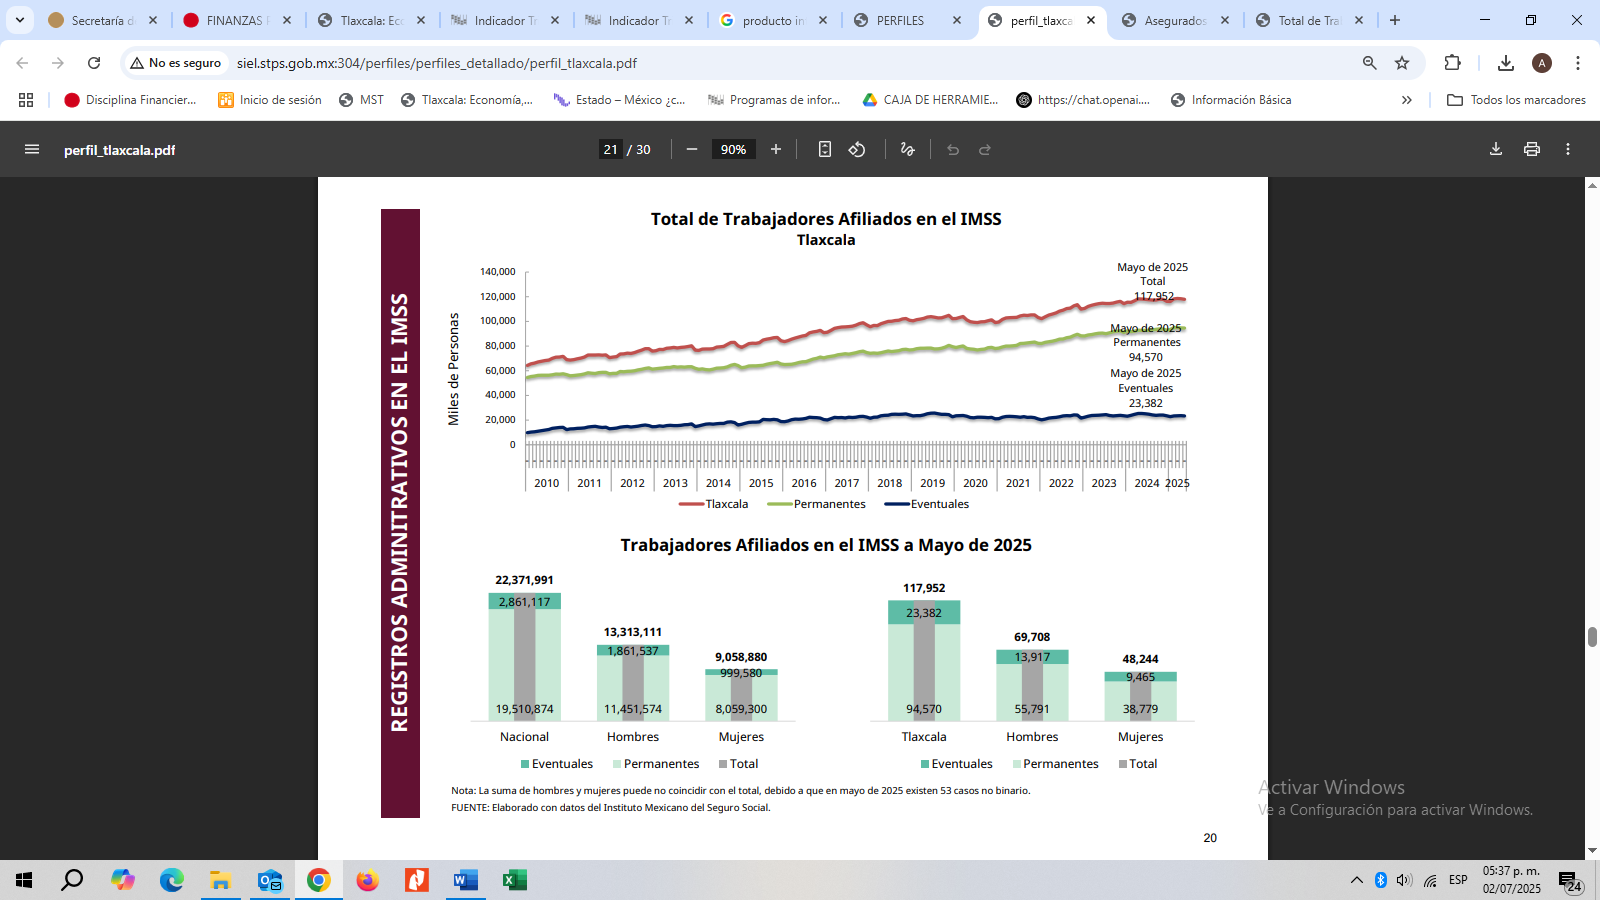 Secretaría d
FINANZAS
Tlaxcala: Ec
Indicador T
Indicador T
producto in
PERFILES
perfil_tlaxca
Asegurados
Total de Tra
No es seguro
siel.stps.gob.mx:304/perfiles/perfiles_detallado/perfil_tlaxcala.pdf
A
Disciplina Financier...
Inicio de sesión
MST
Tlaxcala: Economía,...
Estado – México ¿c...
Programas de infor...
CAJA DE HERRAMIE...
https://chat.openai....
Información Básica
Todos los marcadores
perfil_tlaxcala.pdf
21 / 30
90%
REGISTROS ADMINITRATIVOS EN EL IMSS
Total de Trabajadores Afiliados en el IMSS
Tlaxcala
Miles de Personas
140,000
120,000
100,000
80,000
60,000
40,000
20,000
0
Mayo de 2025
Total
117,952
Mayo de 2025
Permanentes
94,570
Mayo de 2025
Eventuales
23,382
2010 2011 2012 2013 2014 2015 2016 2017 2018 2019 2020 2021 2022 2023 2024 2025
Tlaxcala Permanentes Eventuales
Trabajadores Afiliados en el IMSS a Mayo de 2025
22,371,991
2,861,117
19,510,874
13,313,111
1,861,537
11,451,574
9,058,880
999,580
8,059,300
Nacional Hombres Mujeres
Eventuales Permanentes Total
117,952
23,382
94,570
69,708
13,917
55,791
48,244
9,465
38,779
Tlaxcala Hombres Mujeres
Eventuales Permanentes Total
Nota: La suma de hombres y mujeres puede no coincidir con el total, debido a que en mayo de 2025 existen 53 casos no binario.
FUENTE: Elaborado con datos del Instituto Mexicano del Seguro Social.
20
Activar Windows
Ve a Configuración para activar Windows.
ESP
05:37 p. m.
02/07/2025
24